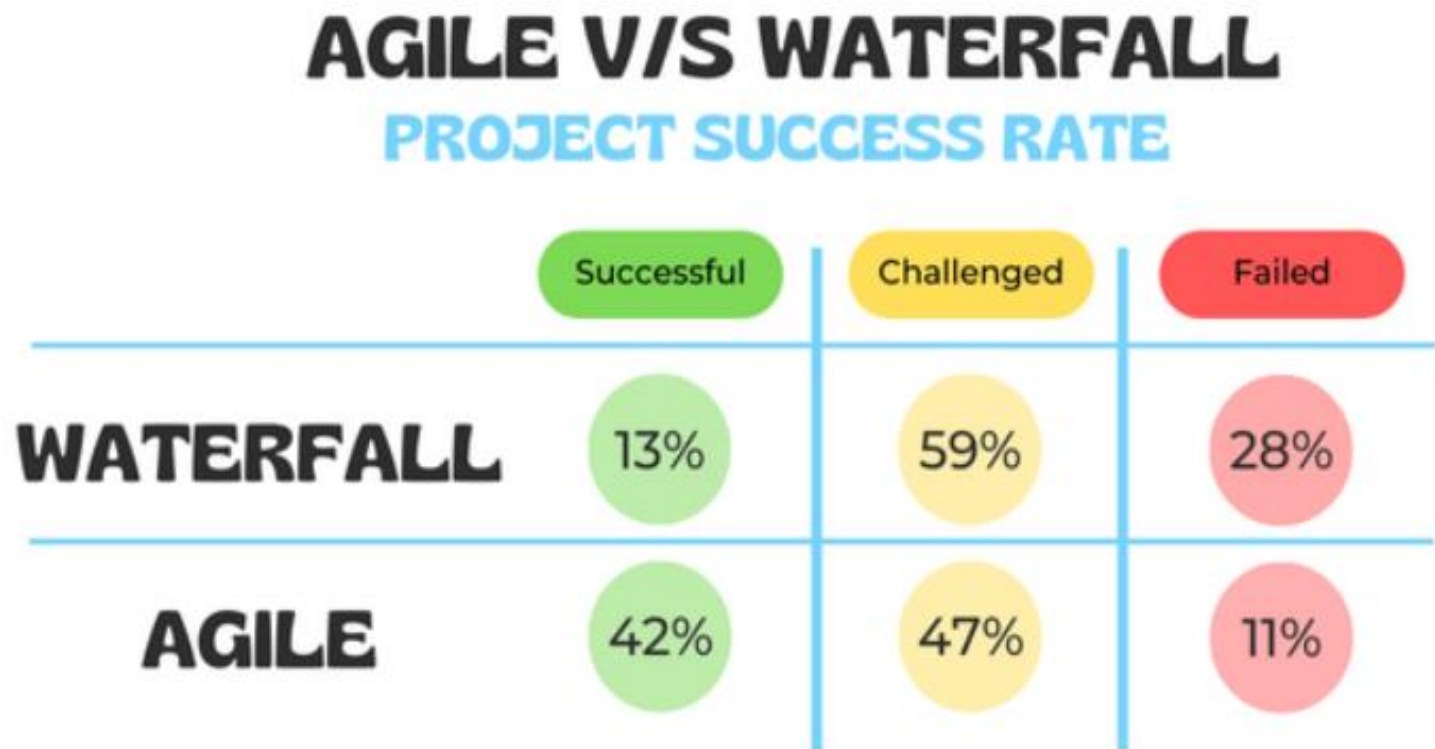 AGILE V/S WATERFALL
PROJECT SUCCESS RATE
Successful Challenged Failed
WATERFALL 13% 59% 28%
AGILE 42% 47% 11%